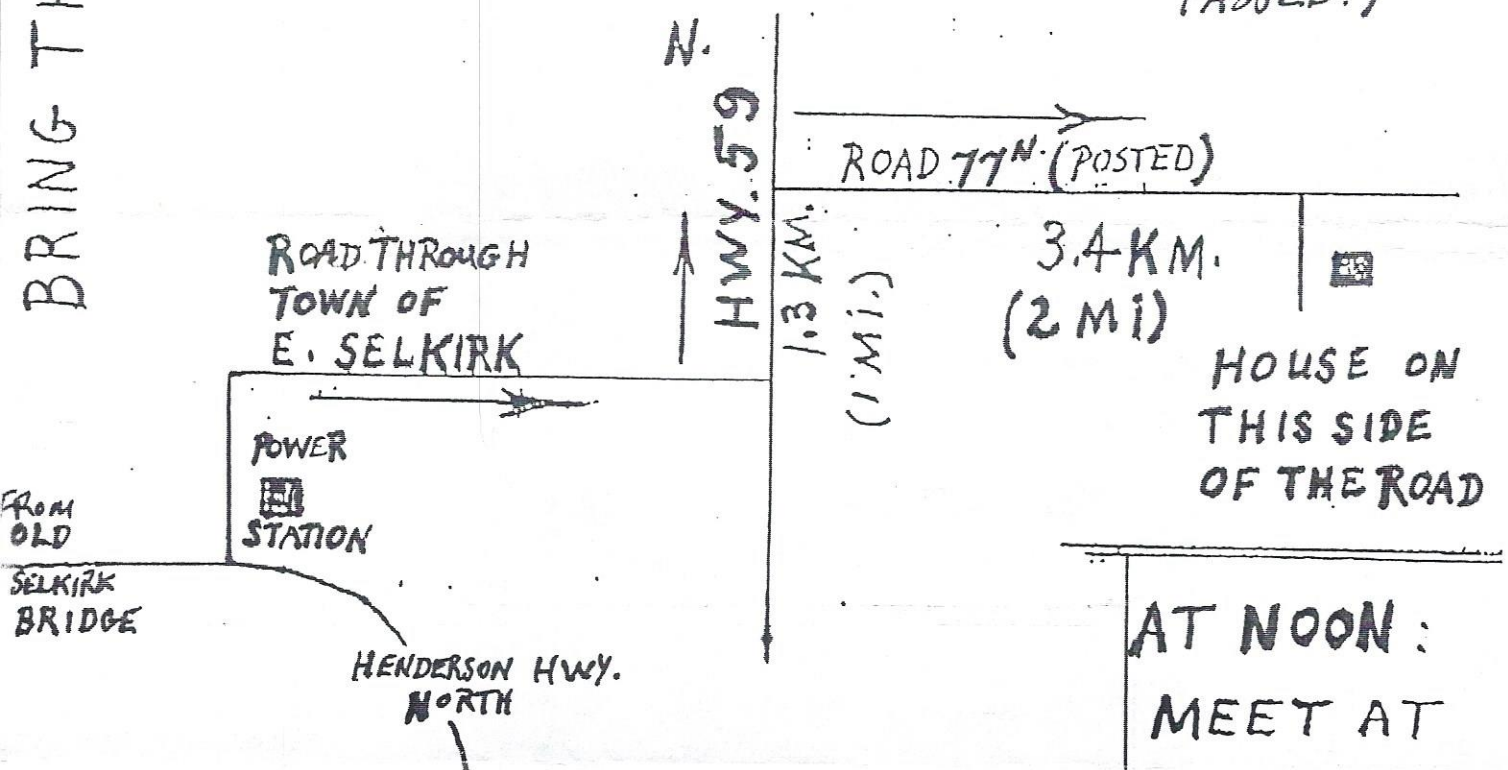 BRING
N.
HWY. 59
ROAD 77 N. (POSTED)
ROAD THROUGH
TOWN OF
E. SELKIRK
1.3 KM.
(1 Mi.)
3.4 KM.
(2 Mi)
HOUSE ON
THIS SIDE
OF THE ROAD
POWER
STATION
FROM
OLD
SELKIRK
BRIDGE
HENDERSON HWY.
NORTH
AT NOON:
MEET AT